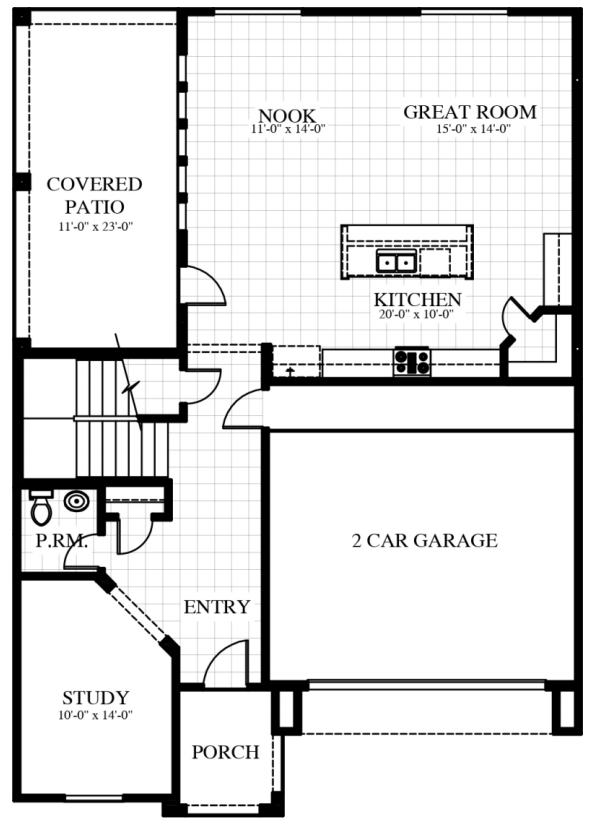 NOOK
11'-0" x 14'-0"
GREAT ROOM
15'-0" x 14'-0"
COVERED
PATIO
11'-0" x 23'-0"
KITCHEN
20'-0" x 10'-0"
P.RM.
2 CAR GARAGE
ENTRY
STUDY
10'-0" x 14'-0"
PORCH